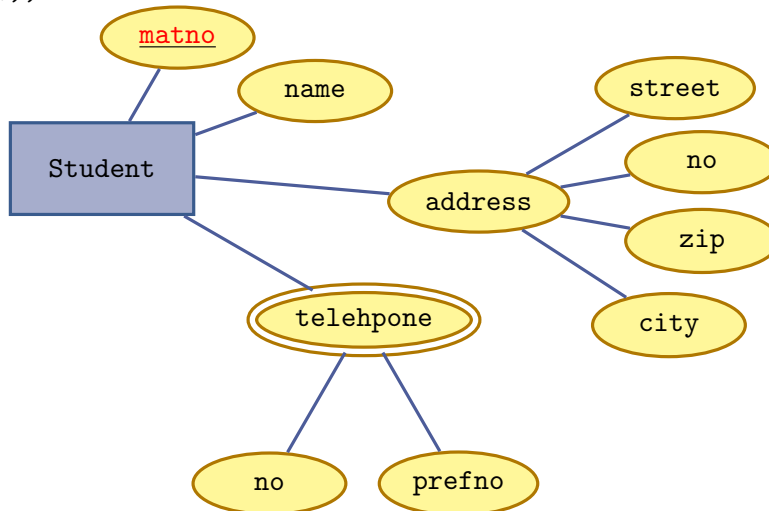 matno
name
street
Student
no
address
zip
telehpone
city
no
prefno